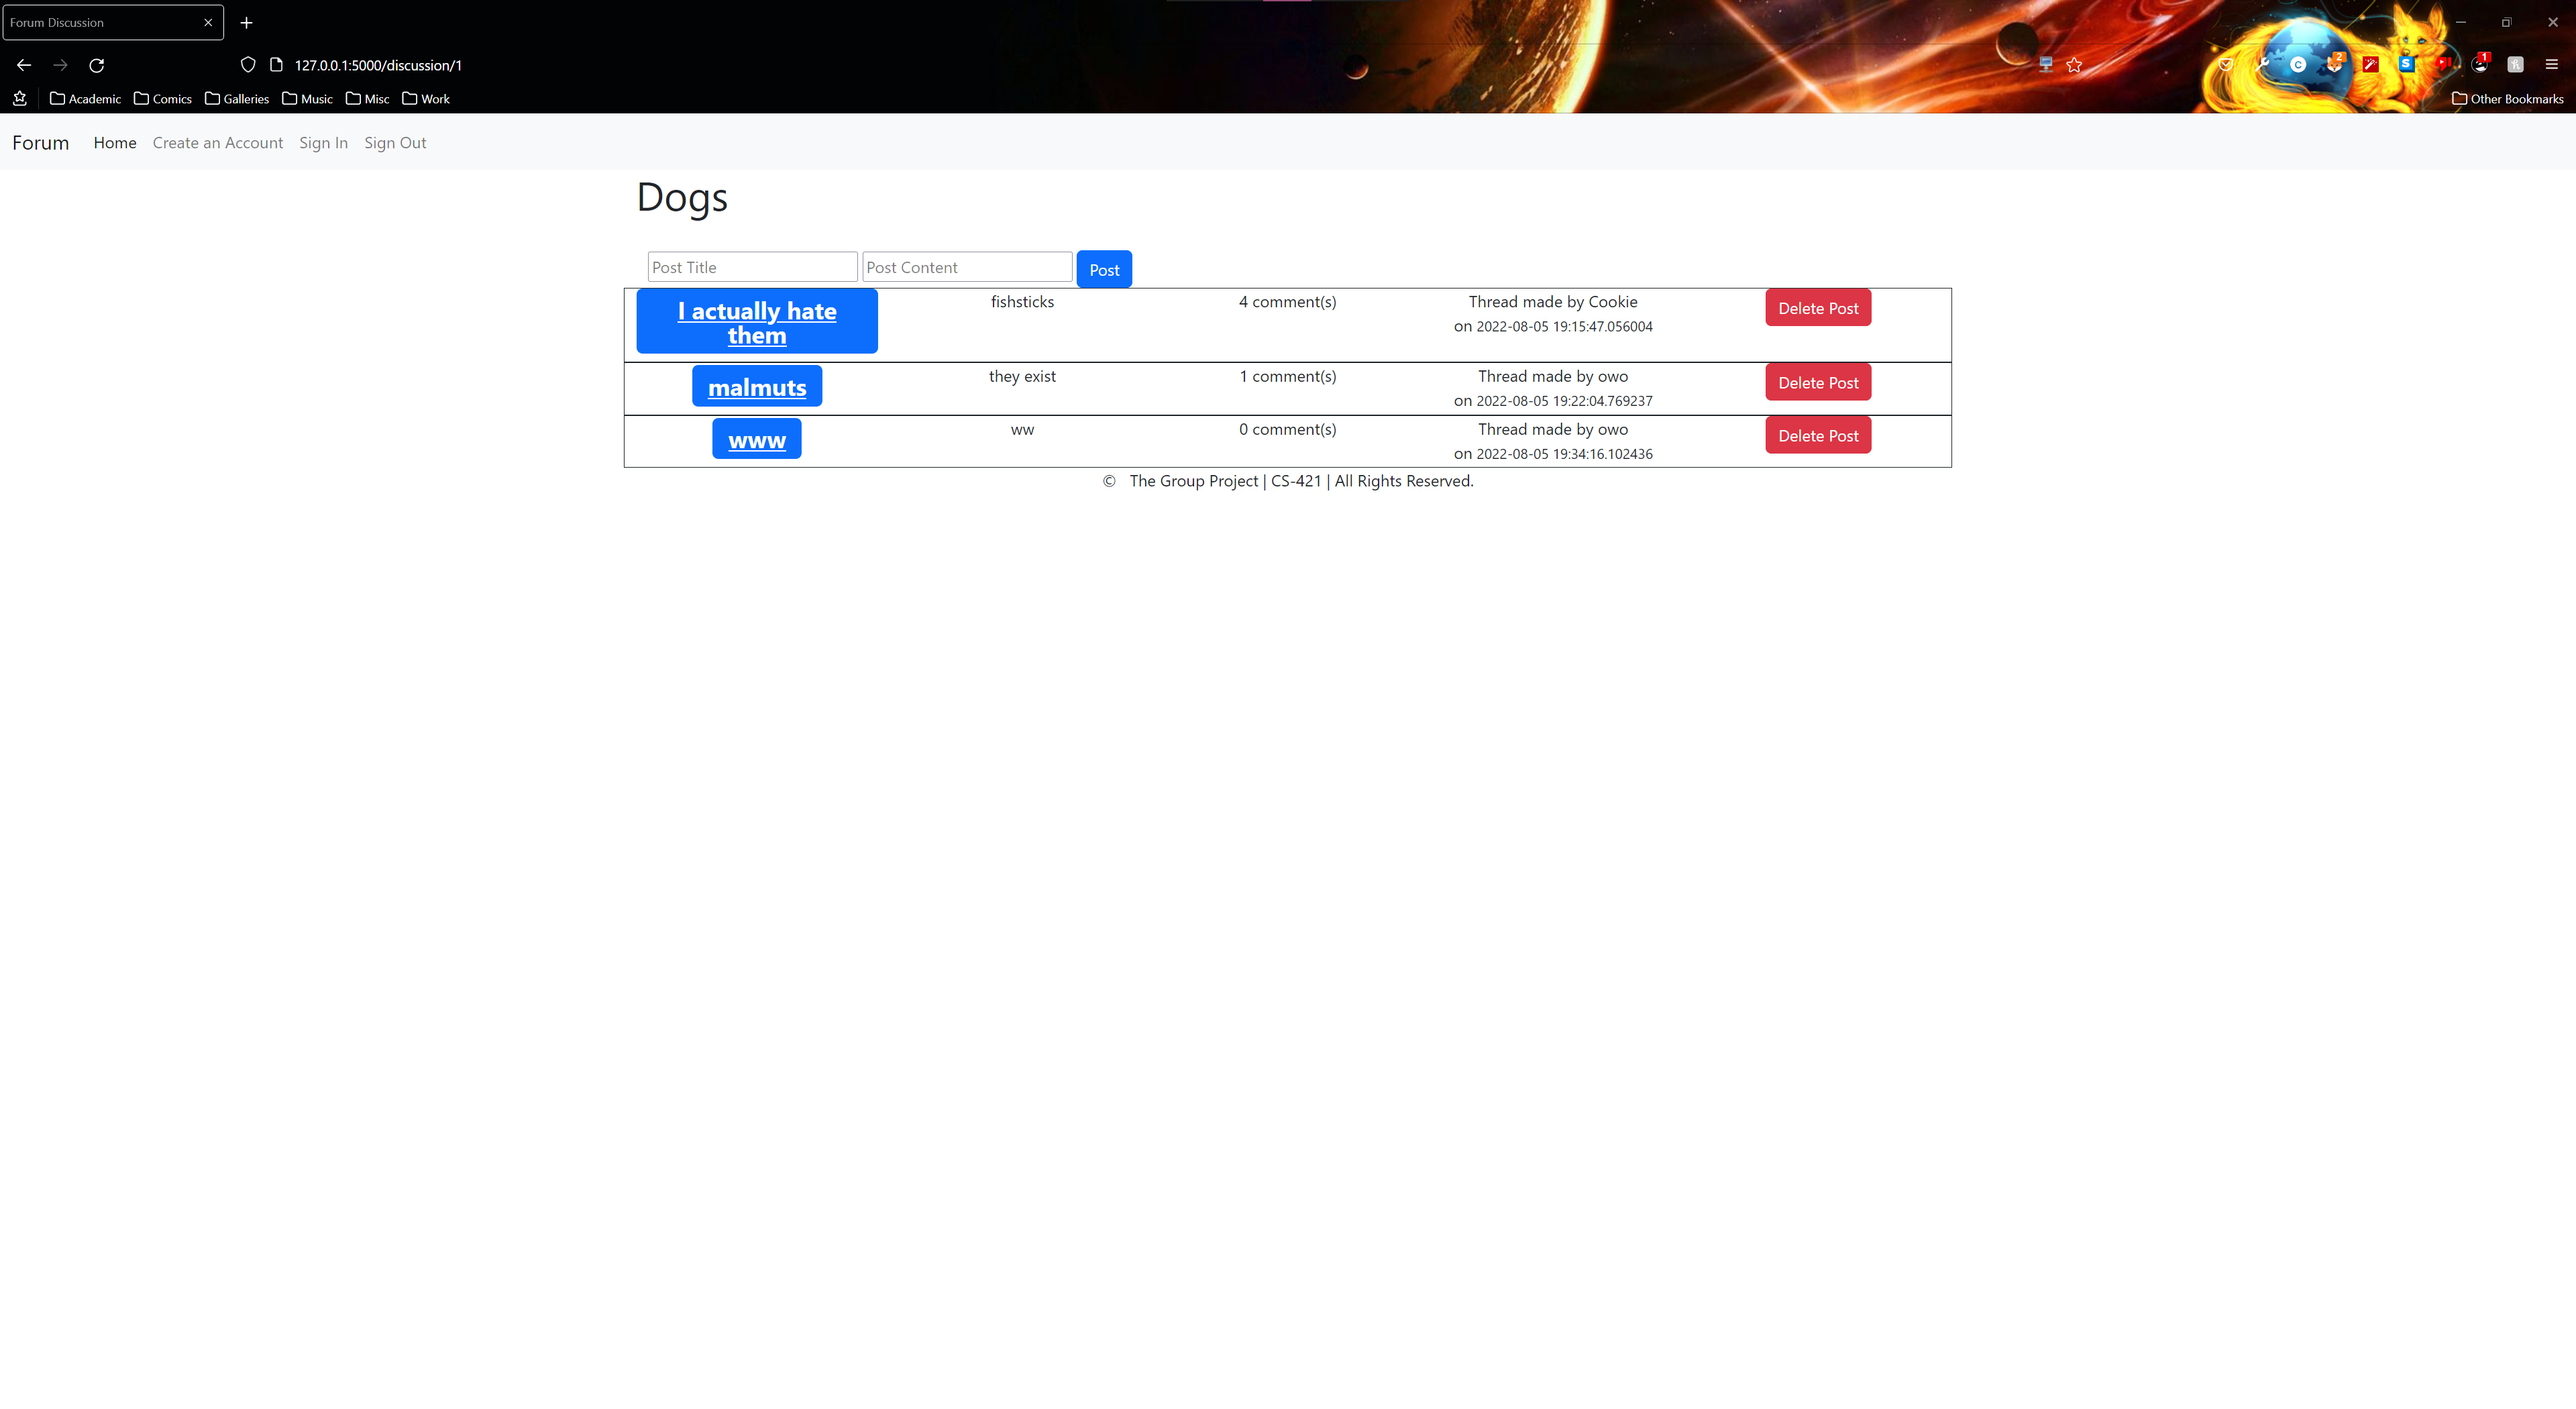 Forum Discussion
127.0.0.1:5000/discussion/1
2
S
1
Academic Comics Galleries Music Misc Work Other Bookmarks
Forum Home Create an Account Sign In Sign Out
Dogs
Post Title Post Content Post
I actually hate them fishsticks 4 comment(s) Thread made by Cookie on 2022-08-05 19:15:47.056004 Delete Post
malmuts they exist 1 comment(s) Thread made by owo on 2022-08-05 19:22:04.769237 Delete Post
www ww 0 comment(s) Thread made by owo on 2022-08-05 19:34:16.102436 Delete Post
© The Group Project | CS-421 | All Rights Reserved.